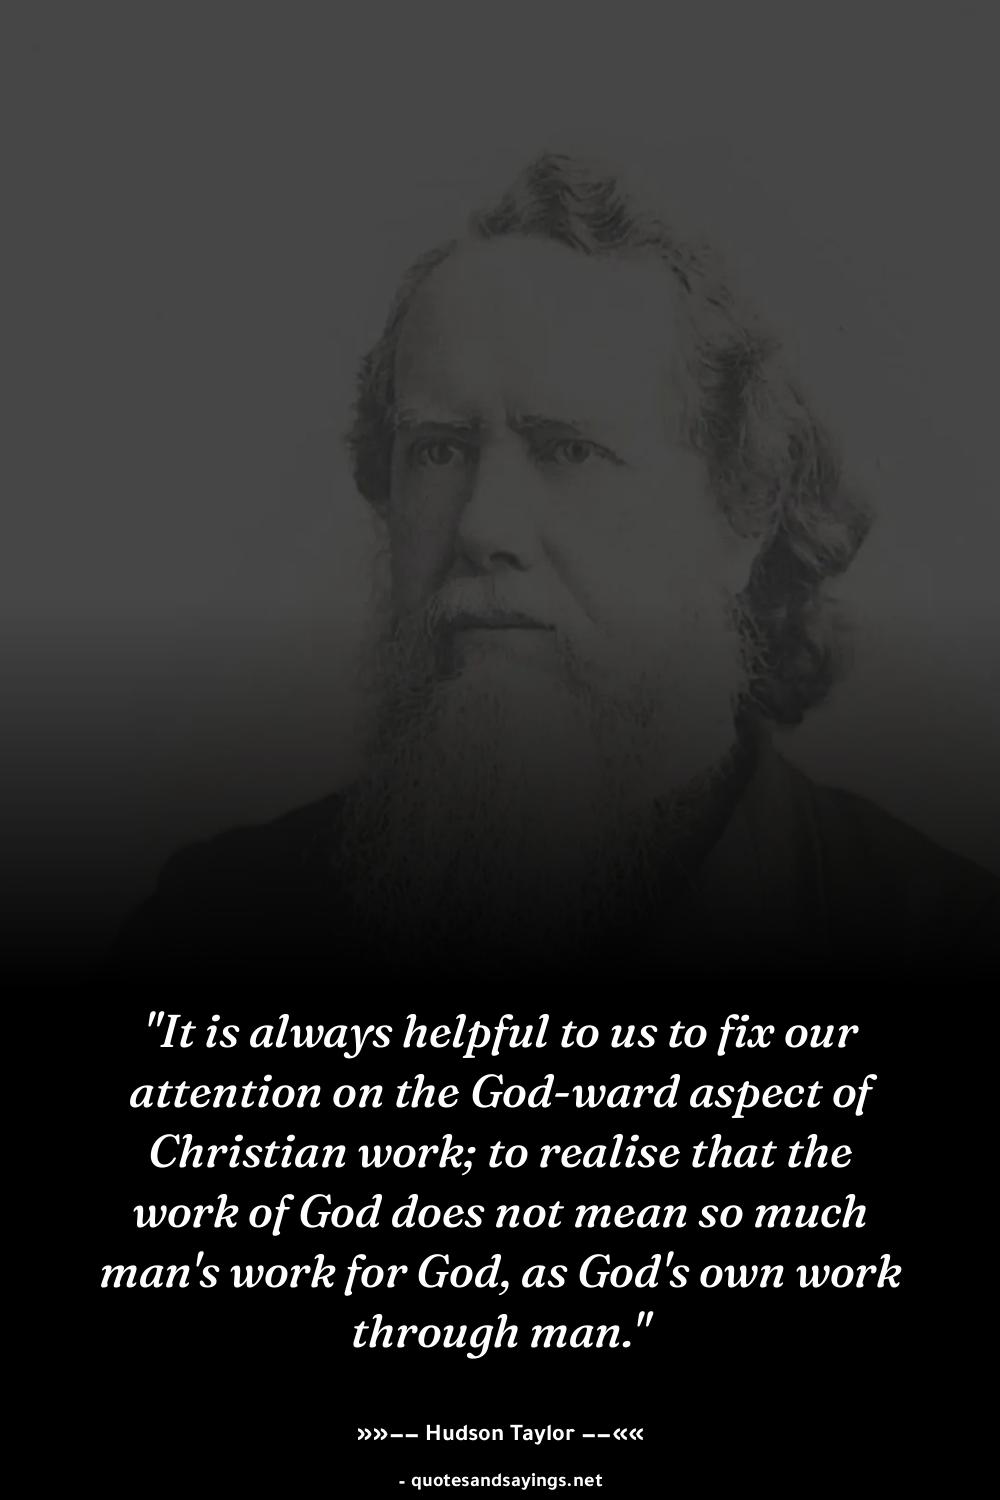 "It is always helpful to us to fix our
attention on the God-ward aspect of
Christian work; to realise that the
work of God does not mean so much
man's work for God, as God's own work
through man."
»»–– Hudson Taylor ––««
- quotesandsayings.net